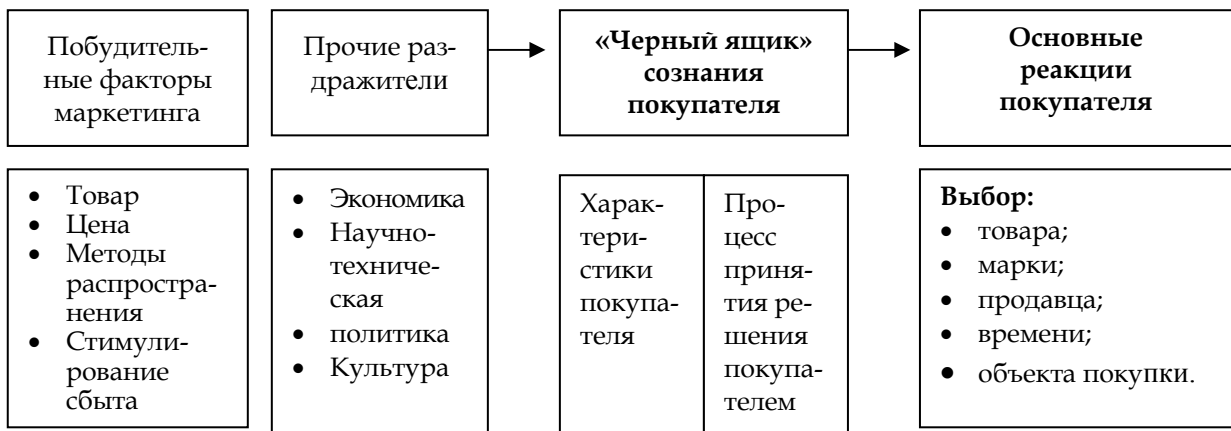 Побудитель-
ные факторы
маркетинга
Прочие раз-
дражители
«Черный ящик»
сознания
покупателя
Основные
реакции
покупателя
• Товар
• Цена
• Методы
распростра-
нения
• Стимули-
рование
сбыта
• Экономика
• Научно-
техниче-
ская
• политика
• Культура
Харак-
тери-
стики
покупа-
теля
Про-
цесс
приня-
тия ре-
шения
покупа-
телем
Выбор:
• товара;
• марки;
• продавца;
• времени;
• объекта покупки.